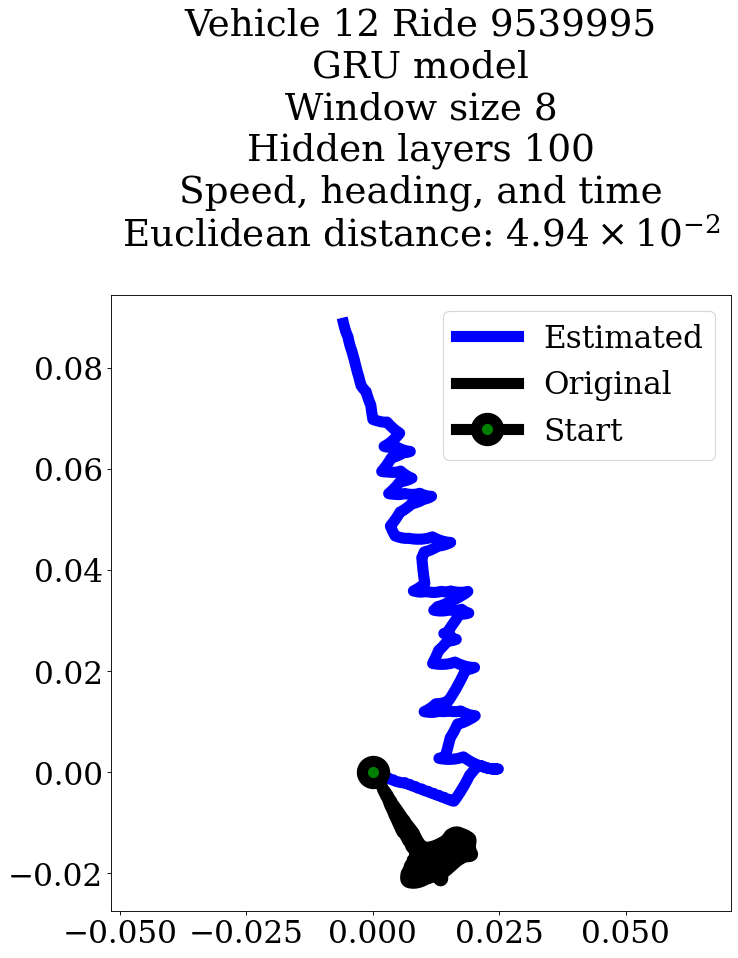 Vehicle 12 Ride 9539995
GRU model
Window size 8
Hidden layers 100
Speed, heading, and time
Euclidean distance: 4.94 × 10⁻²
Estimated
Original
Start
0.08
0.06
0.04
0.02
0.00
−0.02
−0.050 −0.025 0.000 0.025 0.050